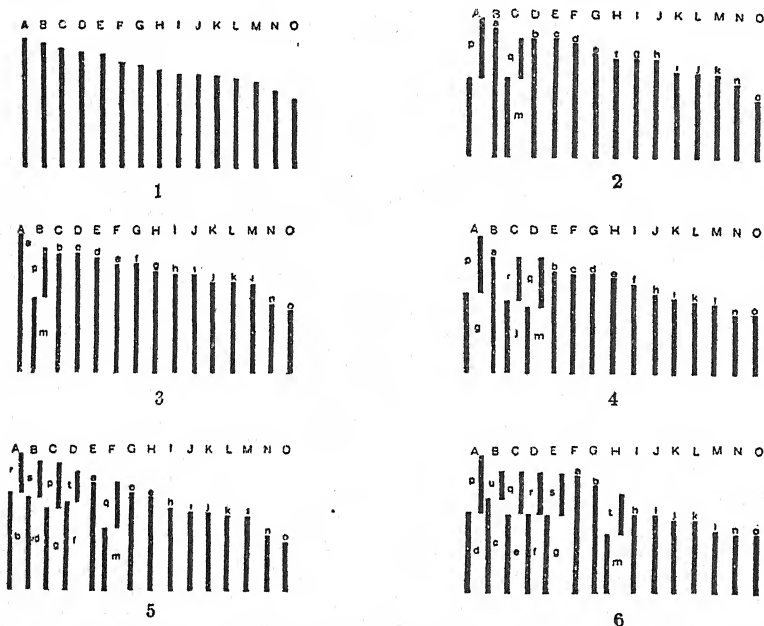 A B C D E F G H I J K L M N O
1
A B C D E F G H I J K L M N O
p a q b c d e f g h i j k n o
m
2
A B C D E F G H I J K L M N O
a p b c d e f g h i j k l n o
m
3
A B C D E F G H I J K L M N O
p a r q b c d e f h i k l n o
g j m
4
A B C D E F G H I J K L M N O
r s p t a q c e h i j k l n o
b d g f m
5
A B C D E F G H I J K L M N O
p u q r s a b t h i j k l n o
d c e f g m
6